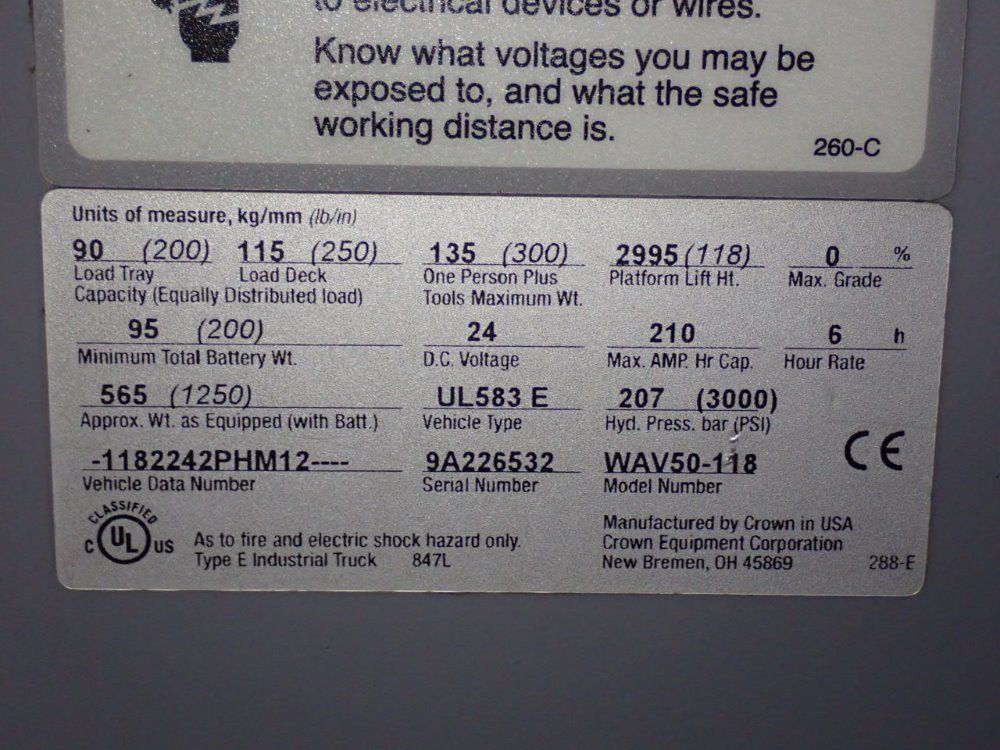 to electrical devices or wires.
Know what voltages you may be
exposed to, and what the safe
working distance is.
260-C
Units of measure, kg/mm (lb/in)
90 (200) 115 (250) 135 (300) 2995 (118) 0 %
Load Tray Load Deck One Person Plus Platform Lift Ht. Max. Grade
Capacity (Equally Distributed load) Tools Maximum Wt.
95 (200) 24 210 6 h
Minimum Total Battery Wt. D.C. Voltage Max. AMP. Hr Cap. Hour Rate
565 (1250) UL583 E 207 (3000)
Approx. Wt. as Equipped (with Batt.) Vehicle Type Hyd. Press. bar (PSI)
-1182242PHM12---- 9A226532 WAV50-118 CE
Vehicle Data Number Serial Number Model Number
CLASSIFIED
C UL US As to fire and electric shock hazard only.
Type E Industrial Truck 847L
Manufactured by Crown in USA
Crown Equipment Corporation
New Bremen, OH 45869 288-E